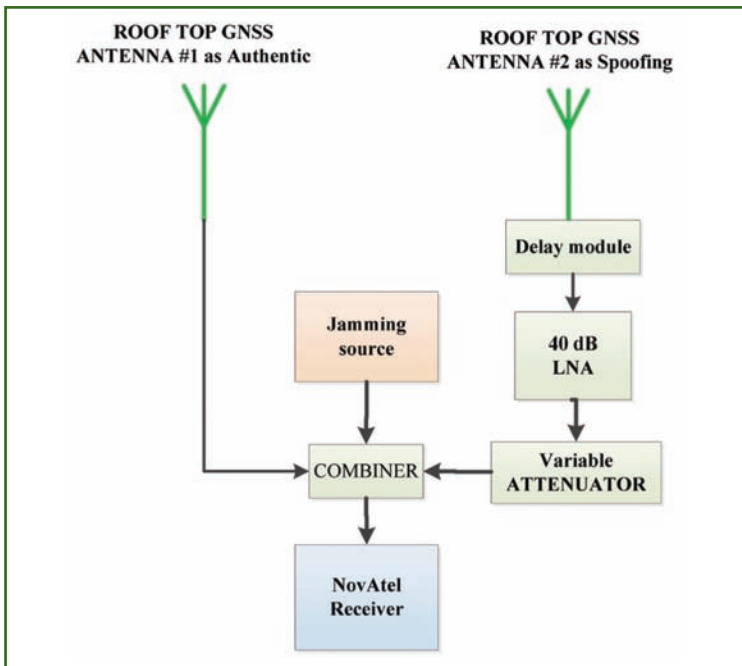 ROOF TOP GNSS
ANTENNA #1 as Authentic
ROOF TOP GNSS
ANTENNA #2 as Spoofing
Delay module
Jamming
source
40 dB
LNA
COMBINER
Variable
ATTENUATOR
NovAtel
Receiver